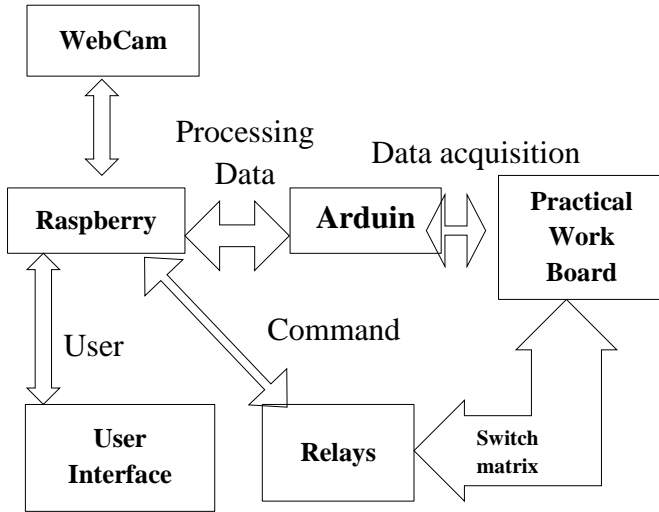 WebCam
Processing
Data
Data acquisition
Raspberry
Arduin
Practical
Work
Board
User
Command
User
Interface
Relays
Switch
matrix